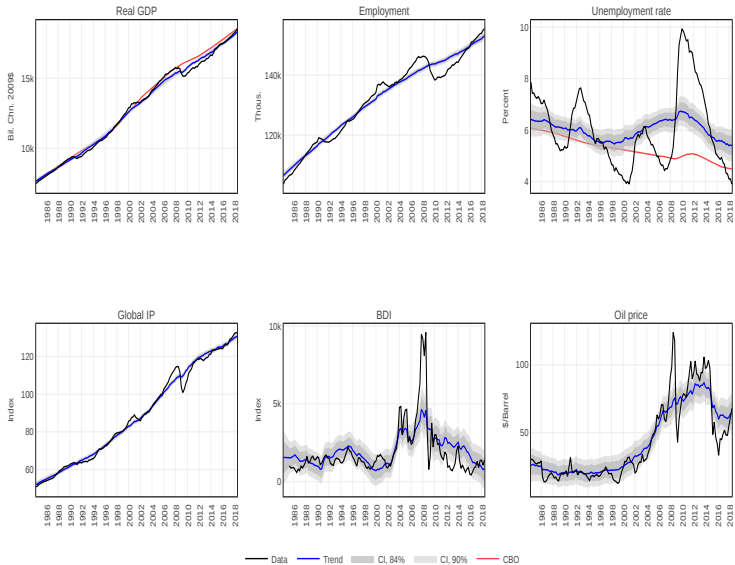 Real GDP
Employment
Unemployment rate
Bil. Chn. 2009$
15k
10k
1986 1988 1990 1992 1994 1996 1998 2000 2002 2004 2006 2008 2010 2012 2014 2016 2018
Thous.
140k
120k
1986 1988 1990 1992 1994 1996 1998 2000 2002 2004 2006 2008 2010 2012 2014 2016 2018
Percent
10
8
6
4
1986 1988 1990 1992 1994 1996 1998 2000 2002 2004 2006 2008 2010 2012 2014 2016 2018
Global IP
BDI
Oil price
Index
120
100
80
60
1986 1988 1990 1992 1994 1996 1998 2000 2002 2004 2006 2008 2010 2012 2014 2016 2018
Index
10k
5k
0
1986 1988 1990 1992 1994 1996 1998 2000 2002 2004 2006 2008 2010 2012 2014 2016 2018
$/Barrel
100
50
1986 1988 1990 1992 1994 1996 1998 2000 2002 2004 2006 2008 2010 2012 2014 2016 2018
Data Trend CI, 84% CI, 90% CBO